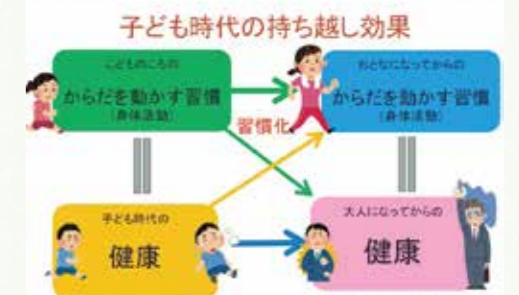 子ども時代の持ち越し効果
こどものころの
からだを動かす習慣
(身体活動)
おとなになってからの
からだを動かす習慣
(身体活動)
習慣化
子ども時代の
健康
大人になってからの
健康